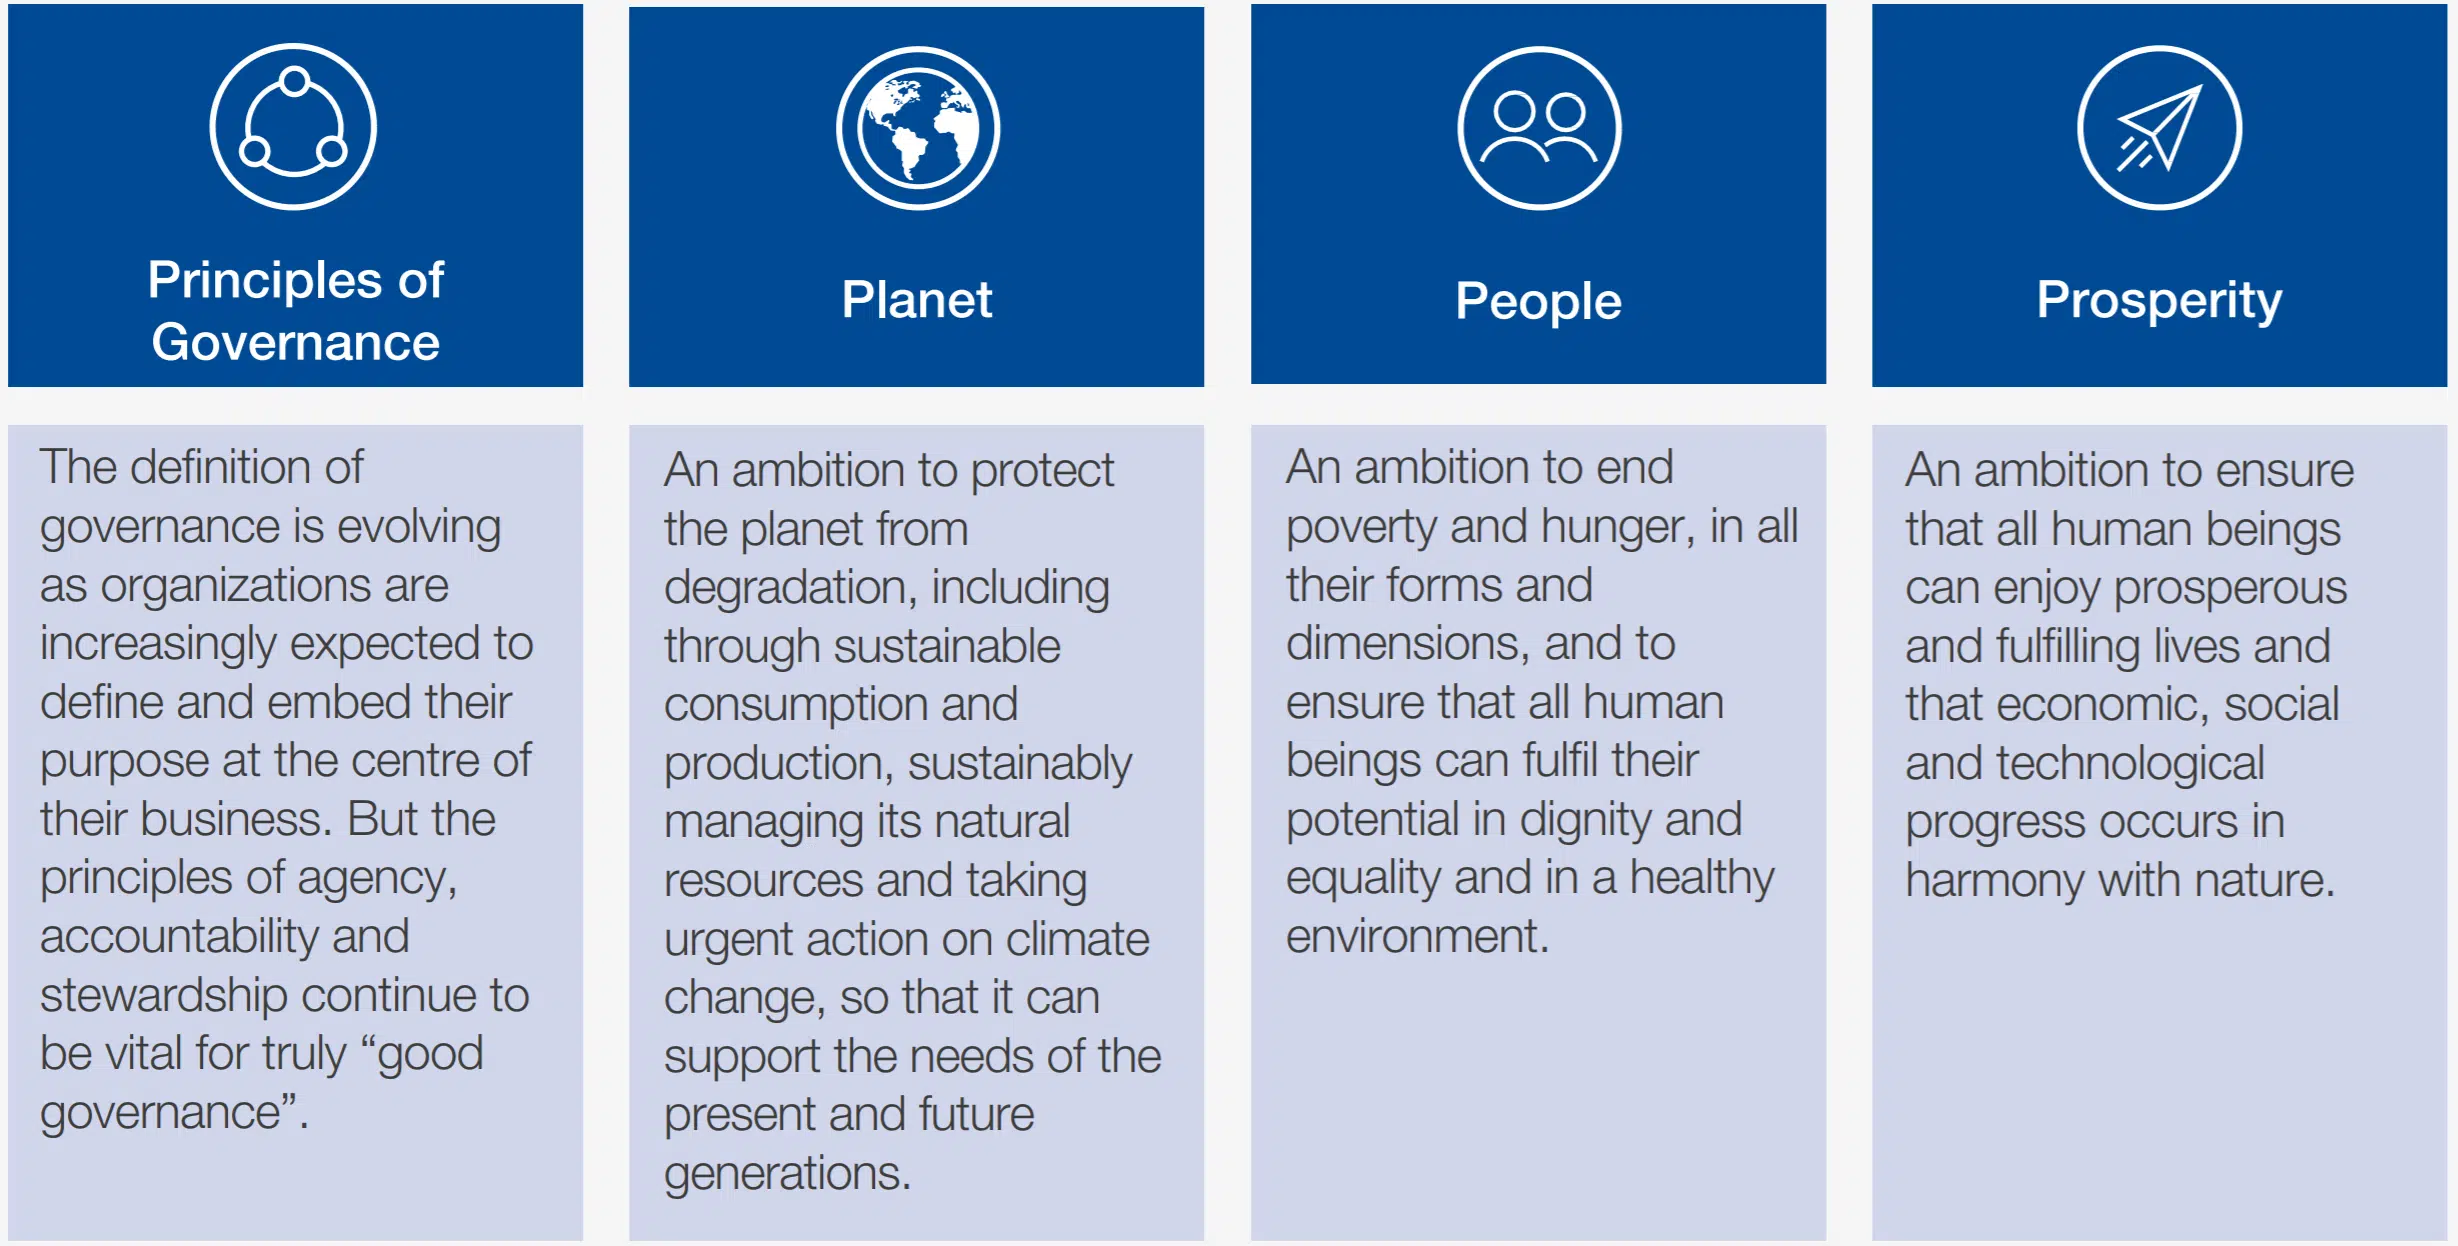 Principles of
Governance
The definition of
governance is evolving
as organizations are
increasingly expected to
define and embed their
purpose at the centre of
their business. But the
principles of agency,
accountability and
stewardship continue to
be vital for truly “good
governance”.
Planet
An ambition to protect
the planet from
degradation, including
through sustainable
consumption and
production, sustainably
managing its natural
resources and taking
urgent action on climate
change, so that it can
support the needs of the
present and future
generations.
People
An ambition to end
poverty and hunger, in all
their forms and
dimensions, and to
ensure that all human
beings can fulfil their
potential in dignity and
equality and in a healthy
environment.
Prosperity
An ambition to ensure
that all human beings
can enjoy prosperous
and fulfilling lives and
that economic, social
and technological
progress occurs in
harmony with nature.